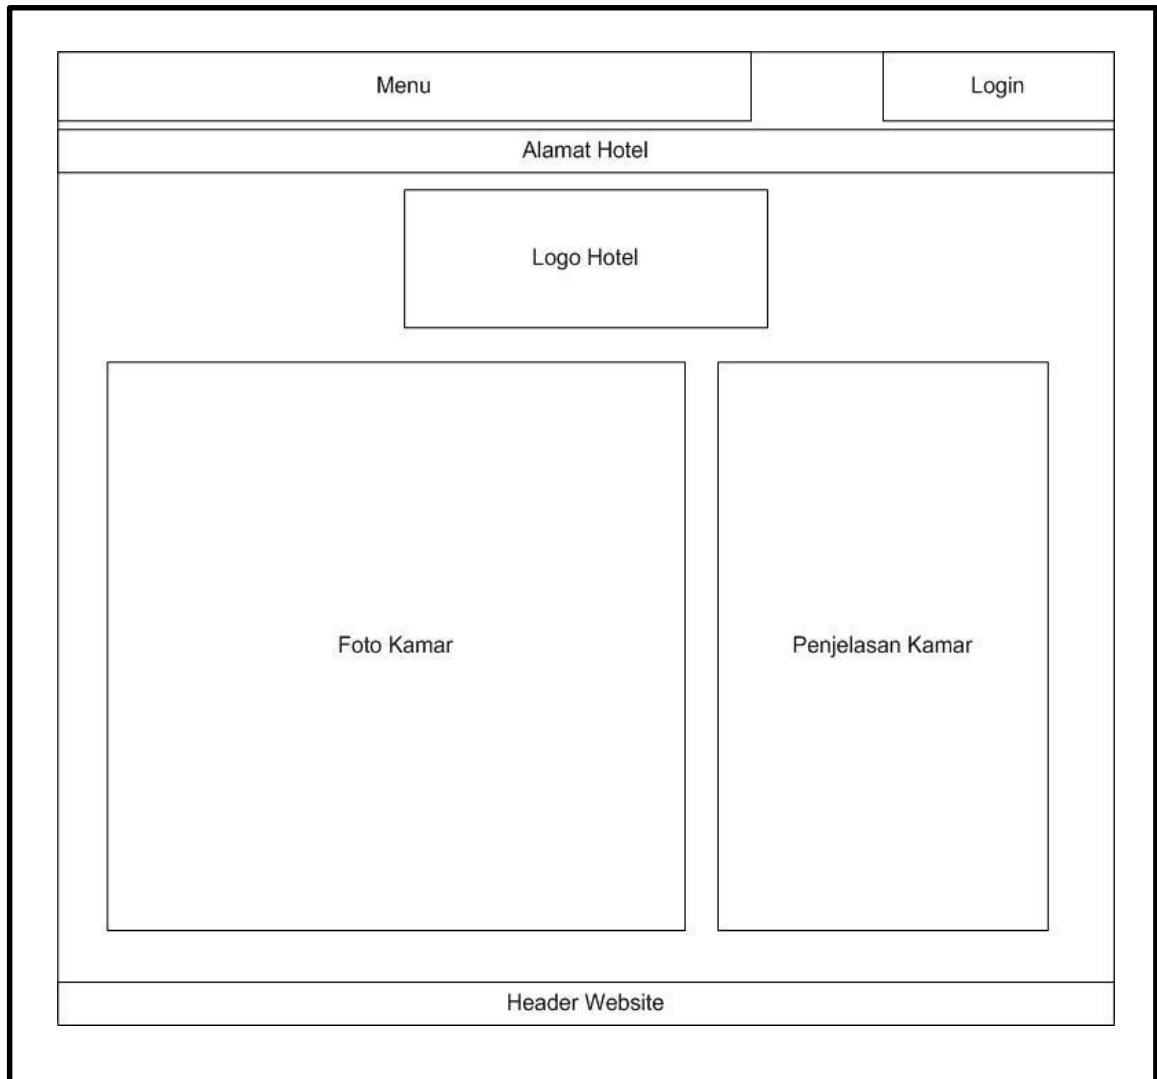 Menu
Login
Alamat Hotel
Logo Hotel
Foto Kamar
Penjelasan Kamar
Header Website